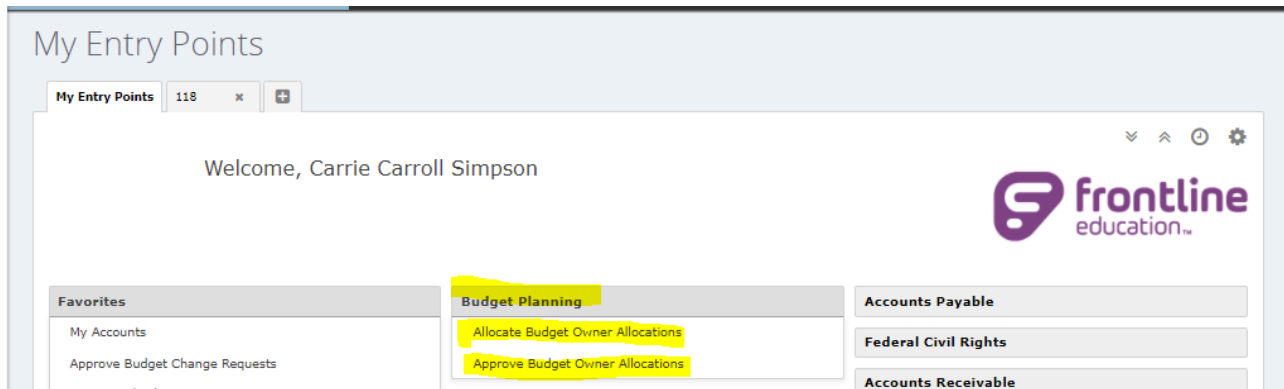 My Entry Points
My Entry Points 118
Welcome, Carrie Carroll Simpson
frontline
education™
Favorites
My Accounts
Approve Budget Change Requests
Budget Planning
Allocate Budget Owner Allocations
Approve Budget Owner Allocations
Accounts Payable
Federal Civil Rights
Accounts Receivable